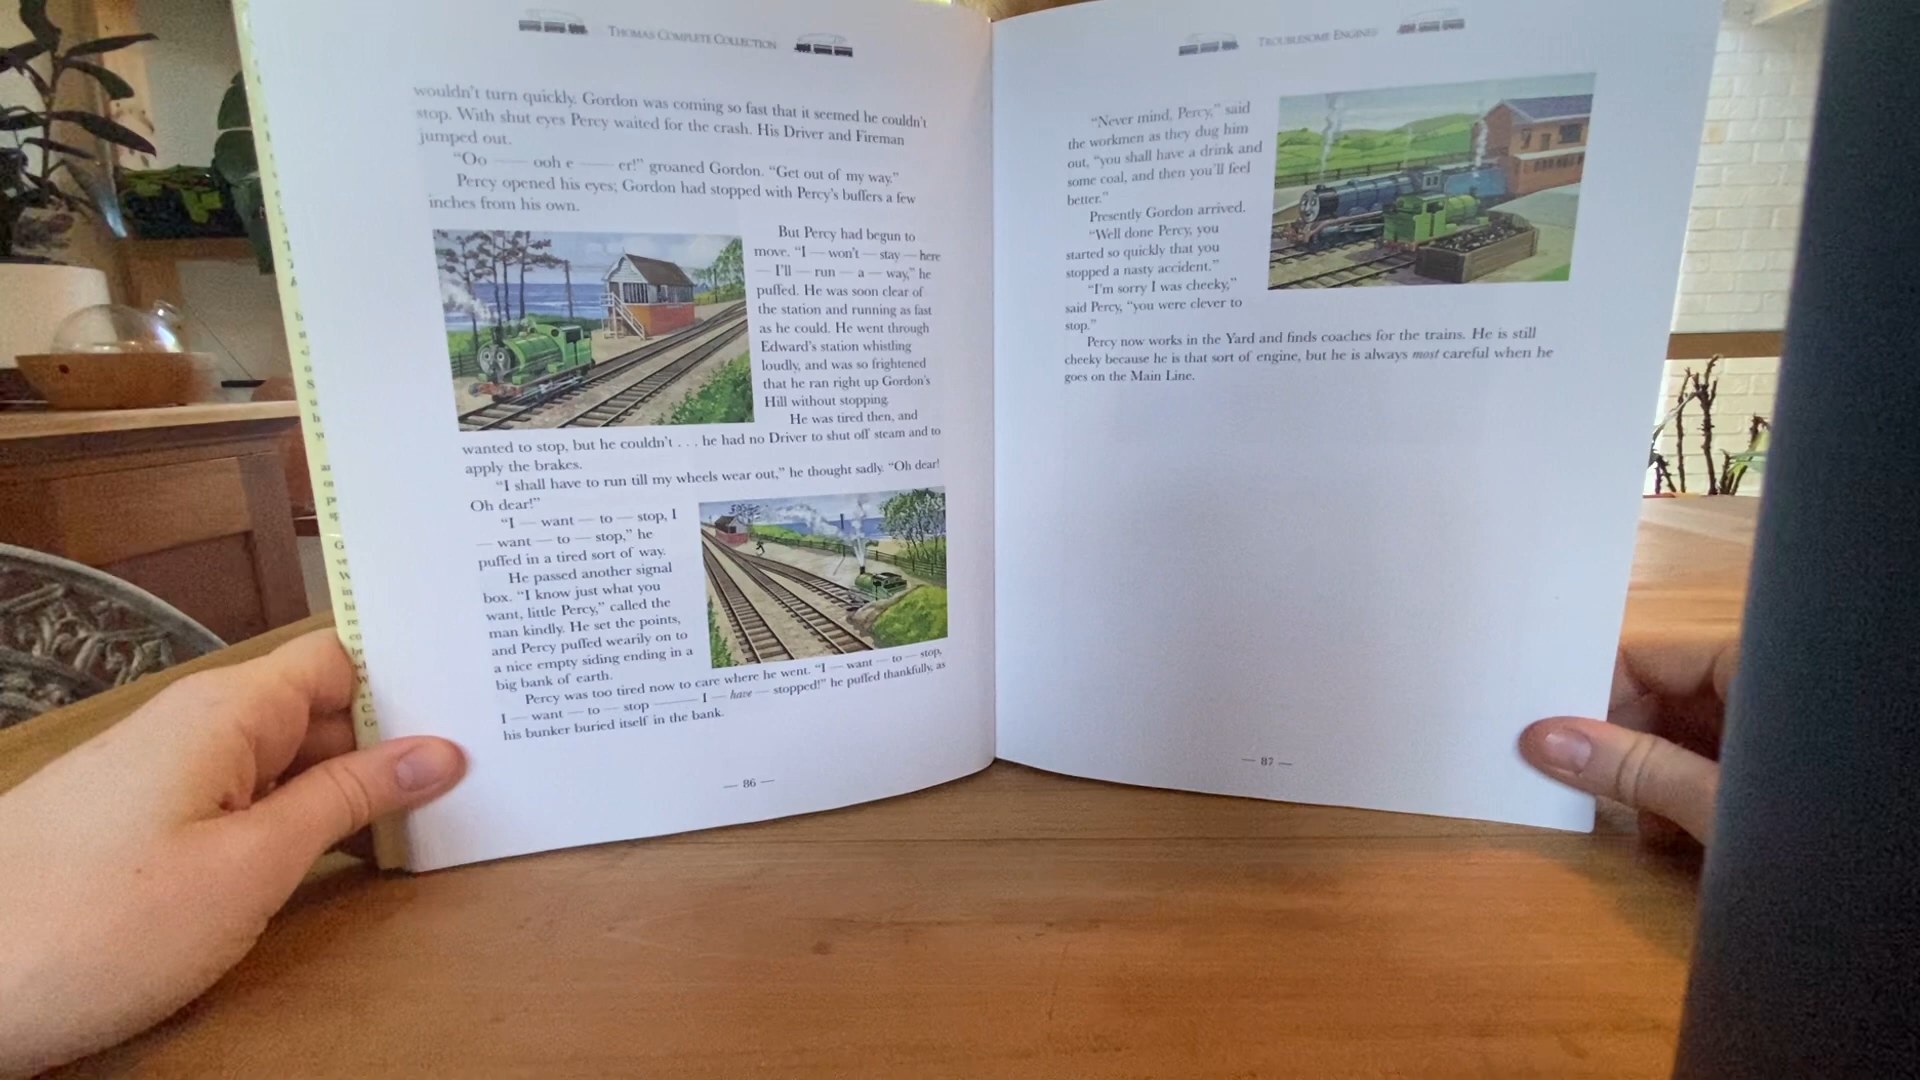 THOMAS COMPLETE COLLECTION
wouldn't turn quickly. Gordon was coming so fast that it seemed he couldn't
stop. With shut eyes Percy waited for the crash. His Driver and Fireman
jumped out.
"Oo — ooh e — er!" groaned Gordon. "Get out of my way."
Percy opened his eyes; Gordon had stopped with Percy's buffers a few
inches from his own.
But Percy had begun to
move. "I — won't — stay — here
— I'll — run — a — way," he
puffed. He was soon clear of
the station and running as fast
as he could. He went through
Edward's station whistling
loudly, and was so frightened
that he ran right up Gordon's
Hill without stopping.
He was tired then, and
wanted to stop, but he couldn't . . . he had no Driver to shut off steam and to
apply the brakes.
"I shall have to run till my wheels wear out," he thought sadly. "Oh dear!
Oh dear!"
"I — want — to — stop, I
— want — to — stop," he
puffed in a tired sort of way.
He passed another signal
box. "I know just what you
want, little Percy," called the
man kindly. He set the points,
and Percy puffed wearily on to
a nice empty siding ending in a
big bank of earth.
Percy was too tired now to care where he went. "I — want — to — stop,
I — want — to — stop — I — have — stopped!" he puffed thankfully, as
his bunker buried itself in the bank.
— 86 —
TROUBLESOME ENGINES
"Never mind, Percy," said
the workmen as they dug him
out, "you shall have a drink and
some coal, and then you'll feel
better."
Presently Gordon arrived.
"Well done Percy, you
started so quickly that you
stopped a nasty accident."
"I'm sorry I was cheeky,"
said Percy, "you were clever to
stop."
Percy now works in the Yard and finds coaches for the trains. He is still
cheeky because he is that sort of engine, but he is always most careful when he
goes on the Main Line.
— 87 —